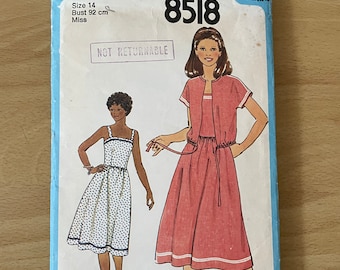 Size 14
Bust 92 cm
Miss
8518
NOT RETURNABLE